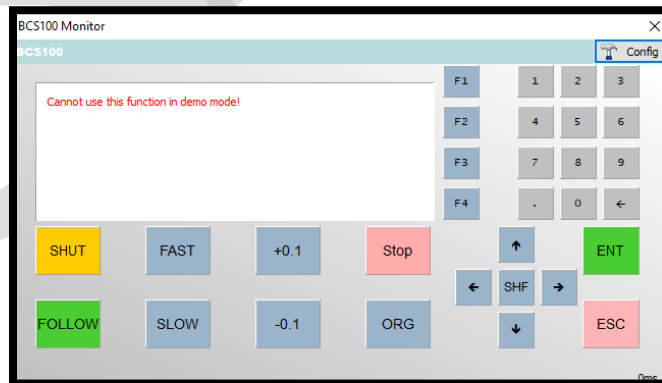 BCS100 Monitor
BCS100
Config
Cannot use this function in demo mode!
F1 1 2 3
F2 4 5 6
F3 7 8 9
F4 . 0 ←
SHUT FAST +0.1 Stop ↑ ENT
← SHF →
FOLLOW SLOW -0.1 ORG ↓ ESC
0ms